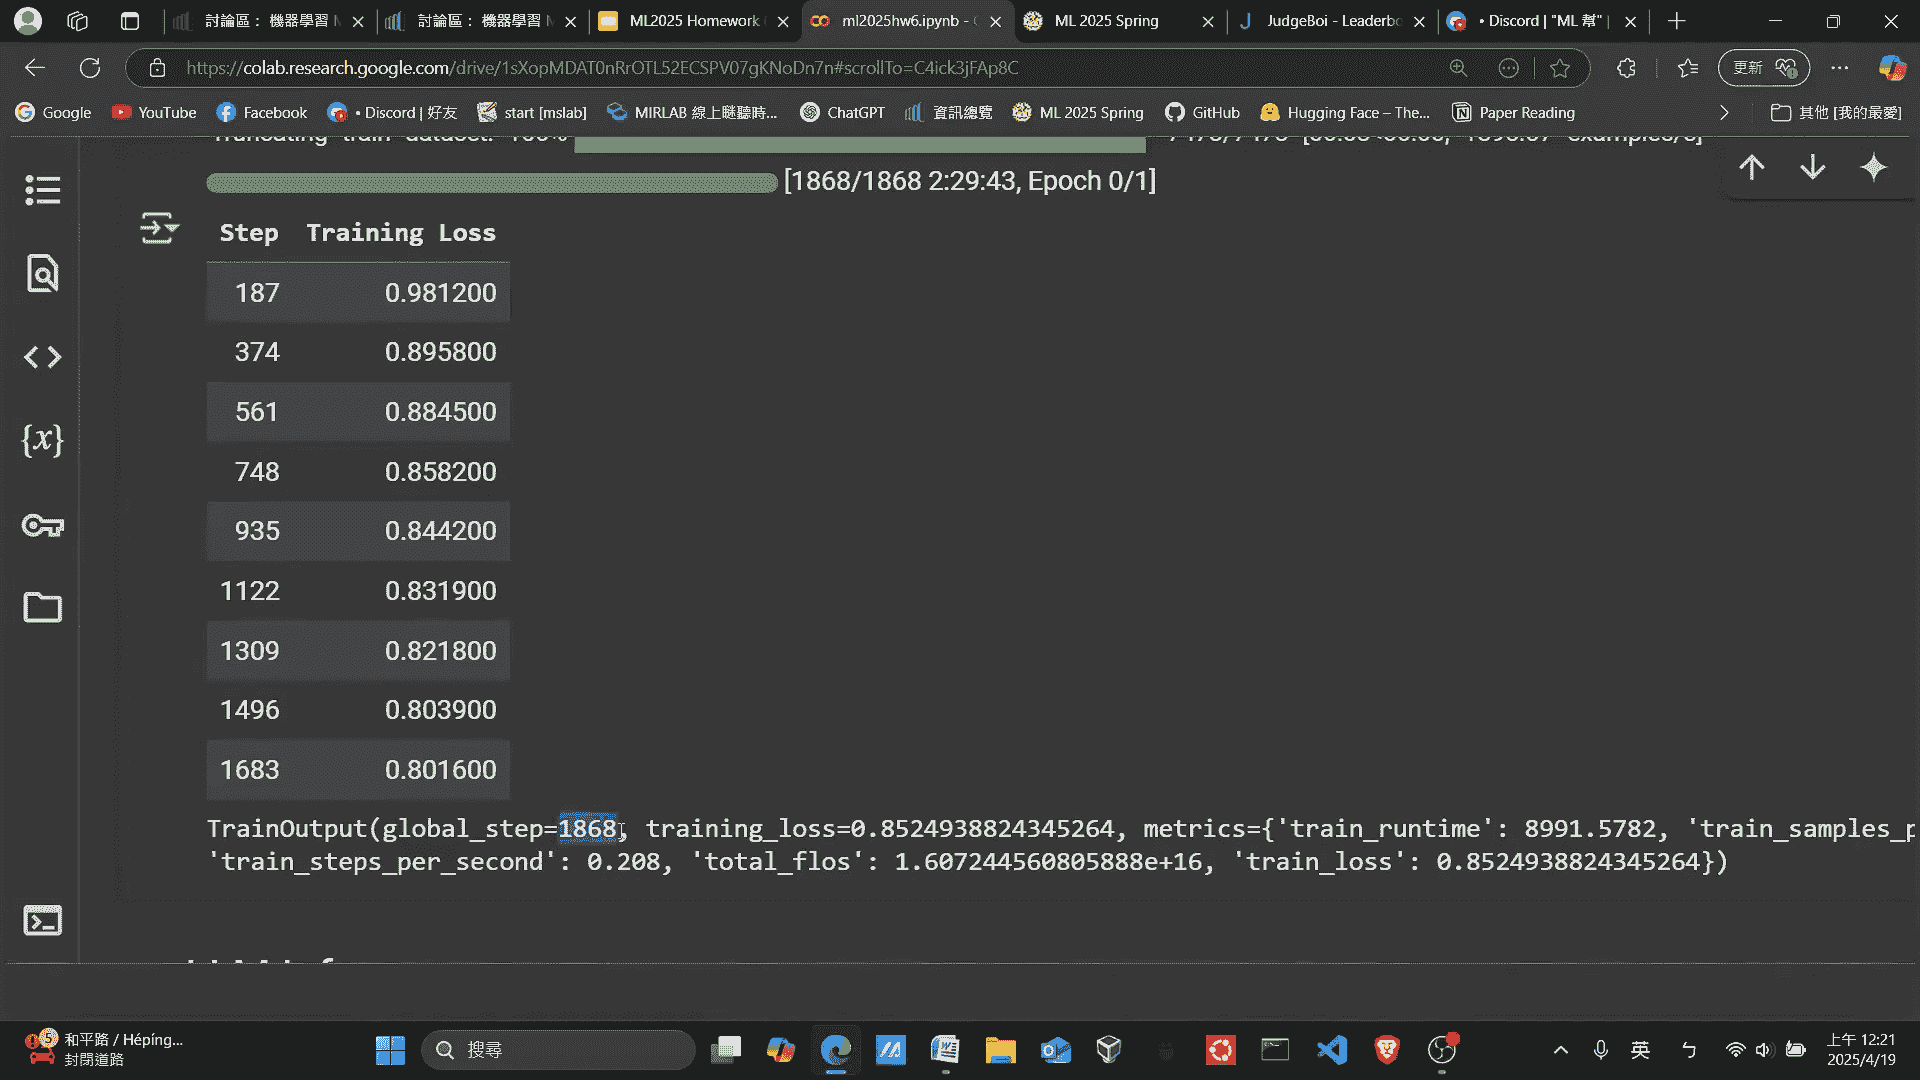 討論區： 機器學習
討論區： 機器學習
ML2025 Homework
ml2025hw6.ipynb -
ML 2025 Spring
JudgeBoi - Leaderbo
• Discord | "ML 幫" |
https://colab.research.google.com/drive/1sXopMDAT0nRrOTL52ECSPV07gKNoDn7n#scrollTo=C4ick3jFAp8C
更新
Google
YouTube
Facebook
• Discord | 好友
start [mslab]
MIRLAB 線上聽聽時...
ChatGPT
資訊總覽
ML 2025 Spring
GitHub
Hugging Face – The...
Paper Reading
其他 [我的最愛]
Truncating train dataset: 100%
[1868/1868 2:29:43, Epoch 0/1]
Step Training Loss
187 0.981200
374 0.895800
561 0.884500
748 0.858200
935 0.844200
1122 0.831900
1309 0.821800
1496 0.803900
1683 0.801600
TrainOutput(global_step=1868, training_loss=0.8524938824345264, metrics={'train_runtime': 8991.5782, 'train_samples_p
'train_steps_per_second': 0.208, 'total_flos': 1.607244560805888e+16, 'train_loss': 0.8524938824345264})
5
和平路 / Hépíng...
封閉道路
搜尋
英
ㄅ
上午 12:21
2025/4/19